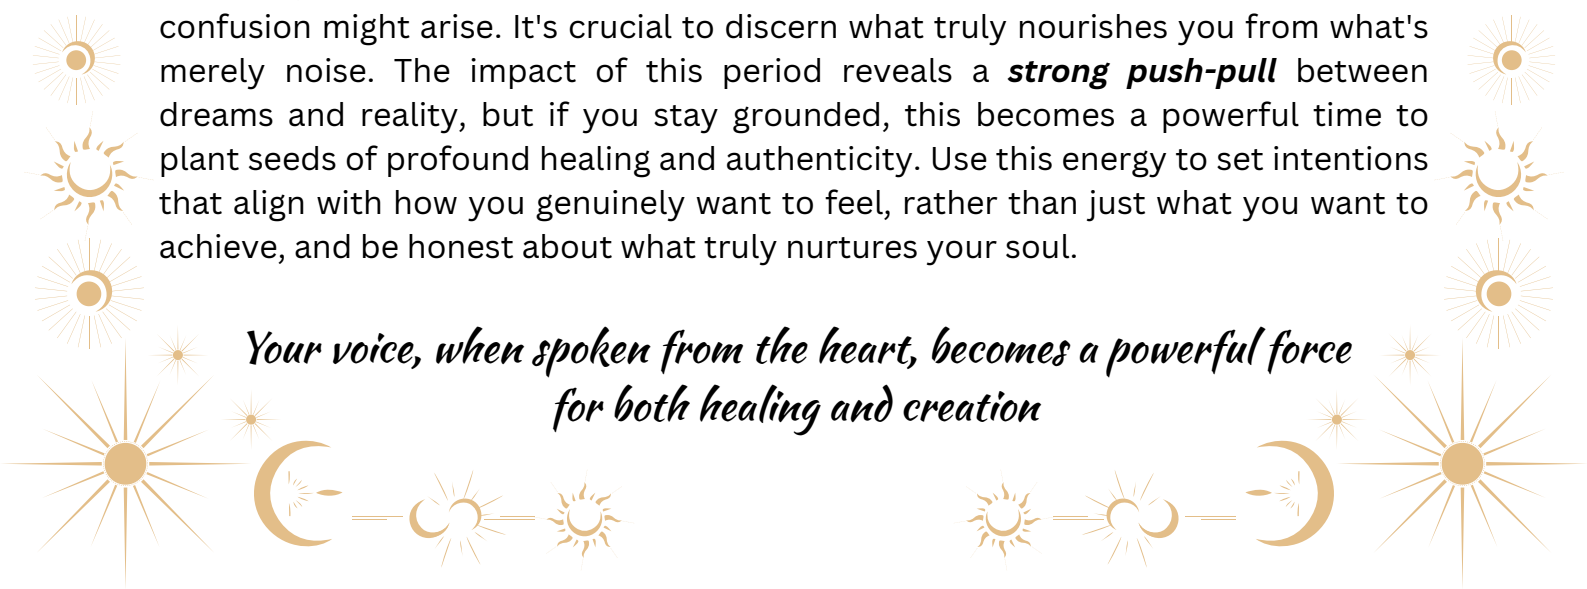 confusion might arise. It's crucial to discern what truly nourishes you from what's
merely noise. The impact of this period reveals a strong push-pull between
dreams and reality, but if you stay grounded, this becomes a powerful time to
plant seeds of profound healing and authenticity. Use this energy to set intentions
that align with how you genuinely want to feel, rather than just what you want to
achieve, and be honest about what truly nurtures your soul.
Your voice, when spoken from the heart, becomes a powerful force
for both healing and creation